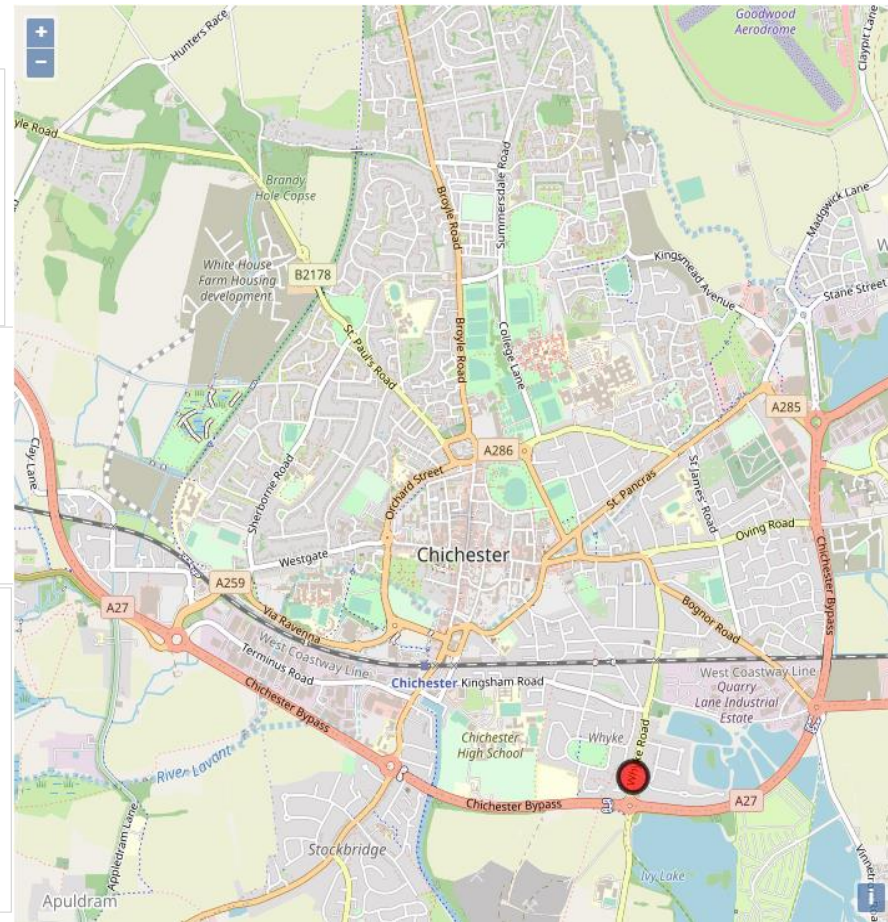 +
−
Hunters Race
Goodwood
Aerodrome
Claypit Lane
yle Road
Brandy
Hole Copse
Broyle Road
Summersdale Road
Madgwick Lane
W
White House
Farm Housing
development
B2178
Kingsmead Avenue
Stane Street
St. Paul's Road
Broyle Road
College Lane
A285
Clay Lane
Sherborne Road
Orchard Street
A286
St. Pancras
St James' Road
Oving Road
Westgate
Chichester
Chichester Bypass
A27
A259
Via Ravenna
Bognor Road
West Coastway Line
Terminus Road
Chichester
Kingsham Road
West Coastway Line
Quarry
Lane Industrial
Estate
Chichester Bypass
Chichester
High School
Whyke
Wh ke Road
River Lavant
Chichester Bypass
A27
Appledram Lane
Stockbridge
Ivy Lake
Vinnetr
Apuldram
i